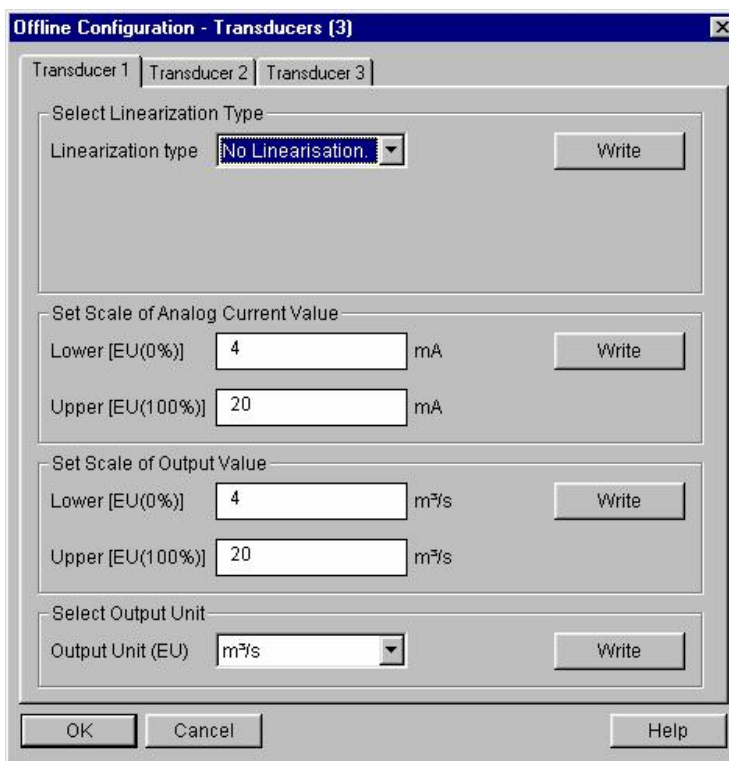 Offline Configuration - Transducers (3)
Transducer 1 Transducer 2 Transducer 3
Select Linearization Type
Linearization type No Linearisation. Write
Set Scale of Analog Current Value
Lower [EU(0%)] 4 mA Write
Upper [EU(100%)] 20 mA
Set Scale of Output Value
Lower [EU(0%)] 4 m³/s Write
Upper [EU(100%)] 20 m³/s
Select Output Unit
Output Unit (EU) m³/s Write
OK Cancel Help